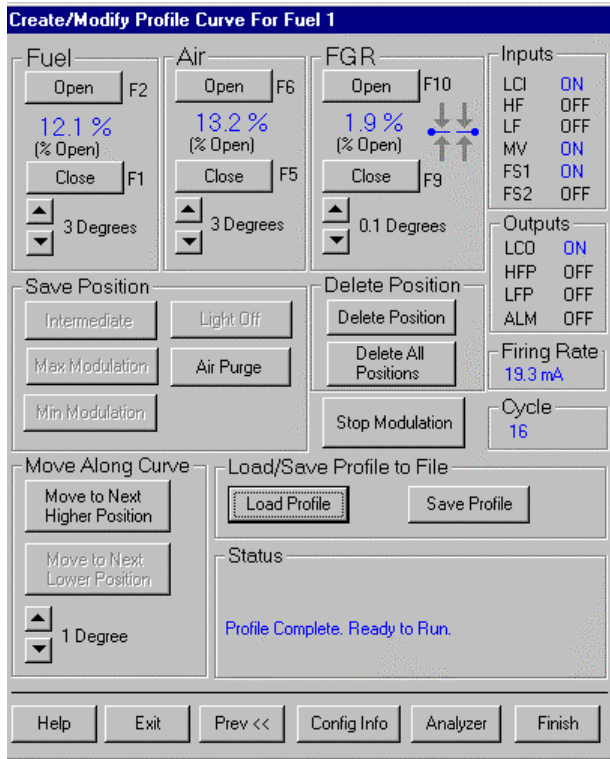 Create/Modify Profile Curve For Fuel 1
Fuel
Open F2
12.1 %
(% Open)
Close F1
3 Degrees
Air
Open F6
13.2 %
(% Open)
Close F5
3 Degrees
FGR
Open F10
1.9 %
(% Open)
Close F9
0.1 Degrees
Inputs
LCI ON
HF OFF
LF OFF
MV ON
FS1 ON
FS2 OFF
Outputs
LCO ON
HFP OFF
LFP OFF
ALM OFF
Save Position
Intermediate
Light Off
Max Modulation
Air Purge
Min Modulation
Delete Position
Delete Position
Delete All
Positions
Stop Modulation
Firing Rate
19.3 mA
Cycle
16
Move Along Curve
Move to Next
Higher Position
Move to Next
Lower Position
1 Degree
Load/Save Profile to File
Load Profile
Save Profile
Status
Profile Complete. Ready to Run.
Help
Exit
Prev <<
Config Info
Analyzer
Finish